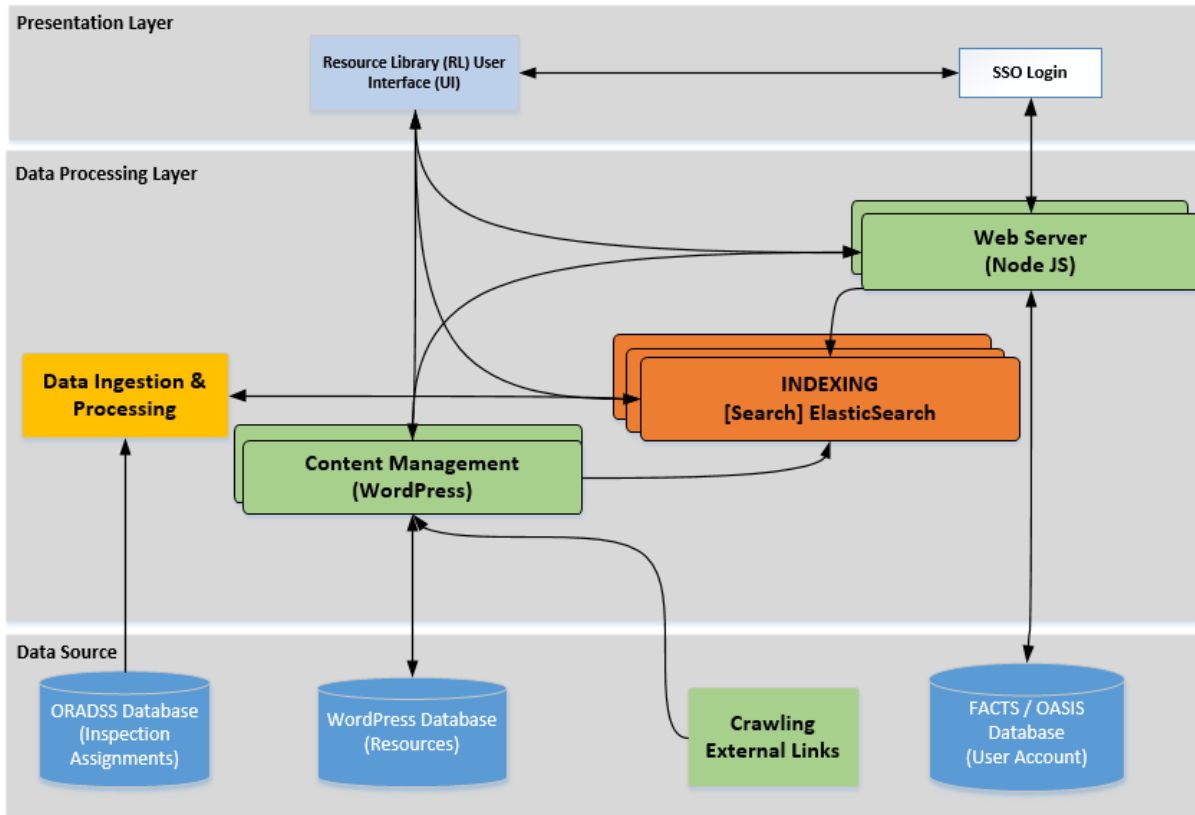 Presentation Layer
Resource Library (RL) User
Interface (UI)
SSO Login
Data Processing Layer
Web Server
(Node JS)
Data Ingestion &
Processing
INDEXING
[Search] ElasticSearch
Content Management
(WordPress)
Data Source
ORADSS Database
(Inspection
Assignments)
WordPress Database
(Resources)
Crawling
External Links
FACTS / OASIS
Database
(User Account)